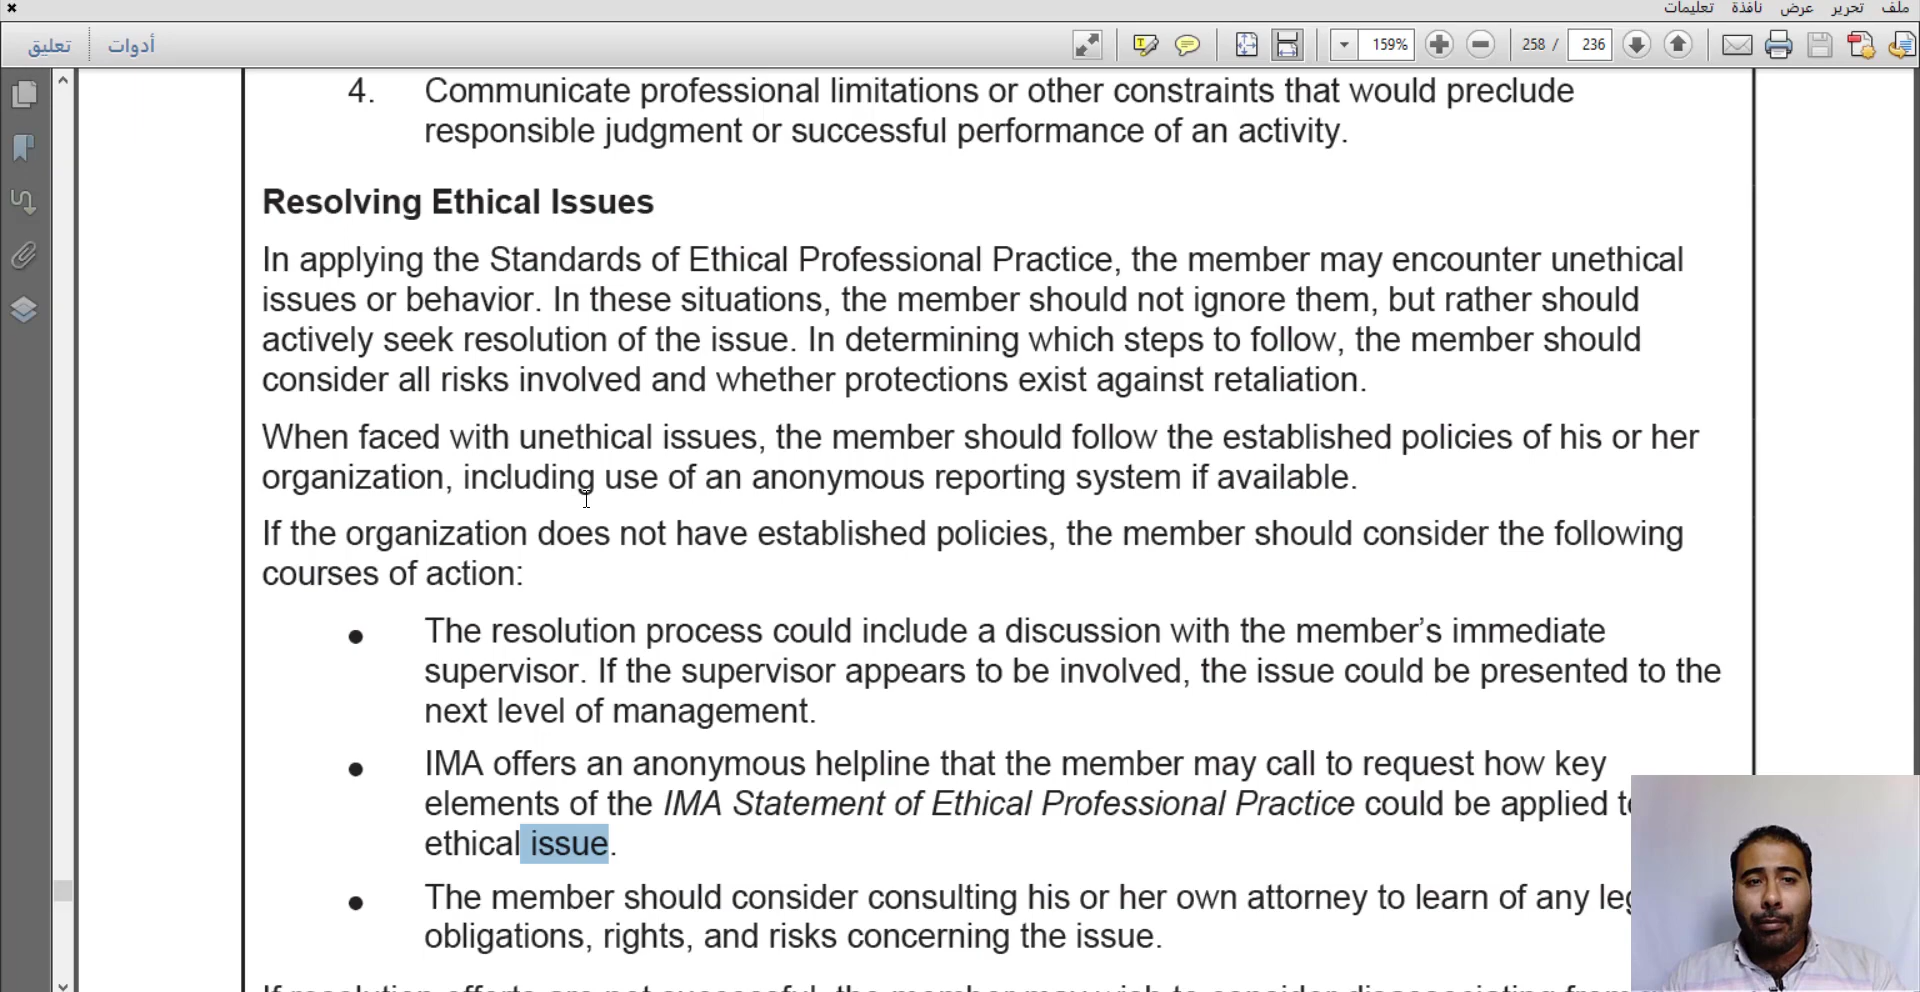 ملف تحرير عرض نافذة تعليمات
تعليق أدوات 159% 258 / 236
4. Communicate professional limitations or other constraints that would preclude
responsible judgment or successful performance of an activity.
Resolving Ethical Issues
In applying the Standards of Ethical Professional Practice, the member may encounter unethical
issues or behavior. In these situations, the member should not ignore them, but rather should
actively seek resolution of the issue. In determining which steps to follow, the member should
consider all risks involved and whether protections exist against retaliation.
When faced with unethical issues, the member should follow the established policies of his or her
organization, including use of an anonymous reporting system if available.
If the organization does not have established policies, the member should consider the following
courses of action:
• The resolution process could include a discussion with the member’s immediate
supervisor. If the supervisor appears to be involved, the issue could be presented to the
next level of management.
• IMA offers an anonymous helpline that the member may call to request how key
elements of the IMA Statement of Ethical Professional Practice could be applied
ethical issue.
• The member should consider consulting his or her own attorney to learn of any
obligations, rights, and risks concerning the issue.